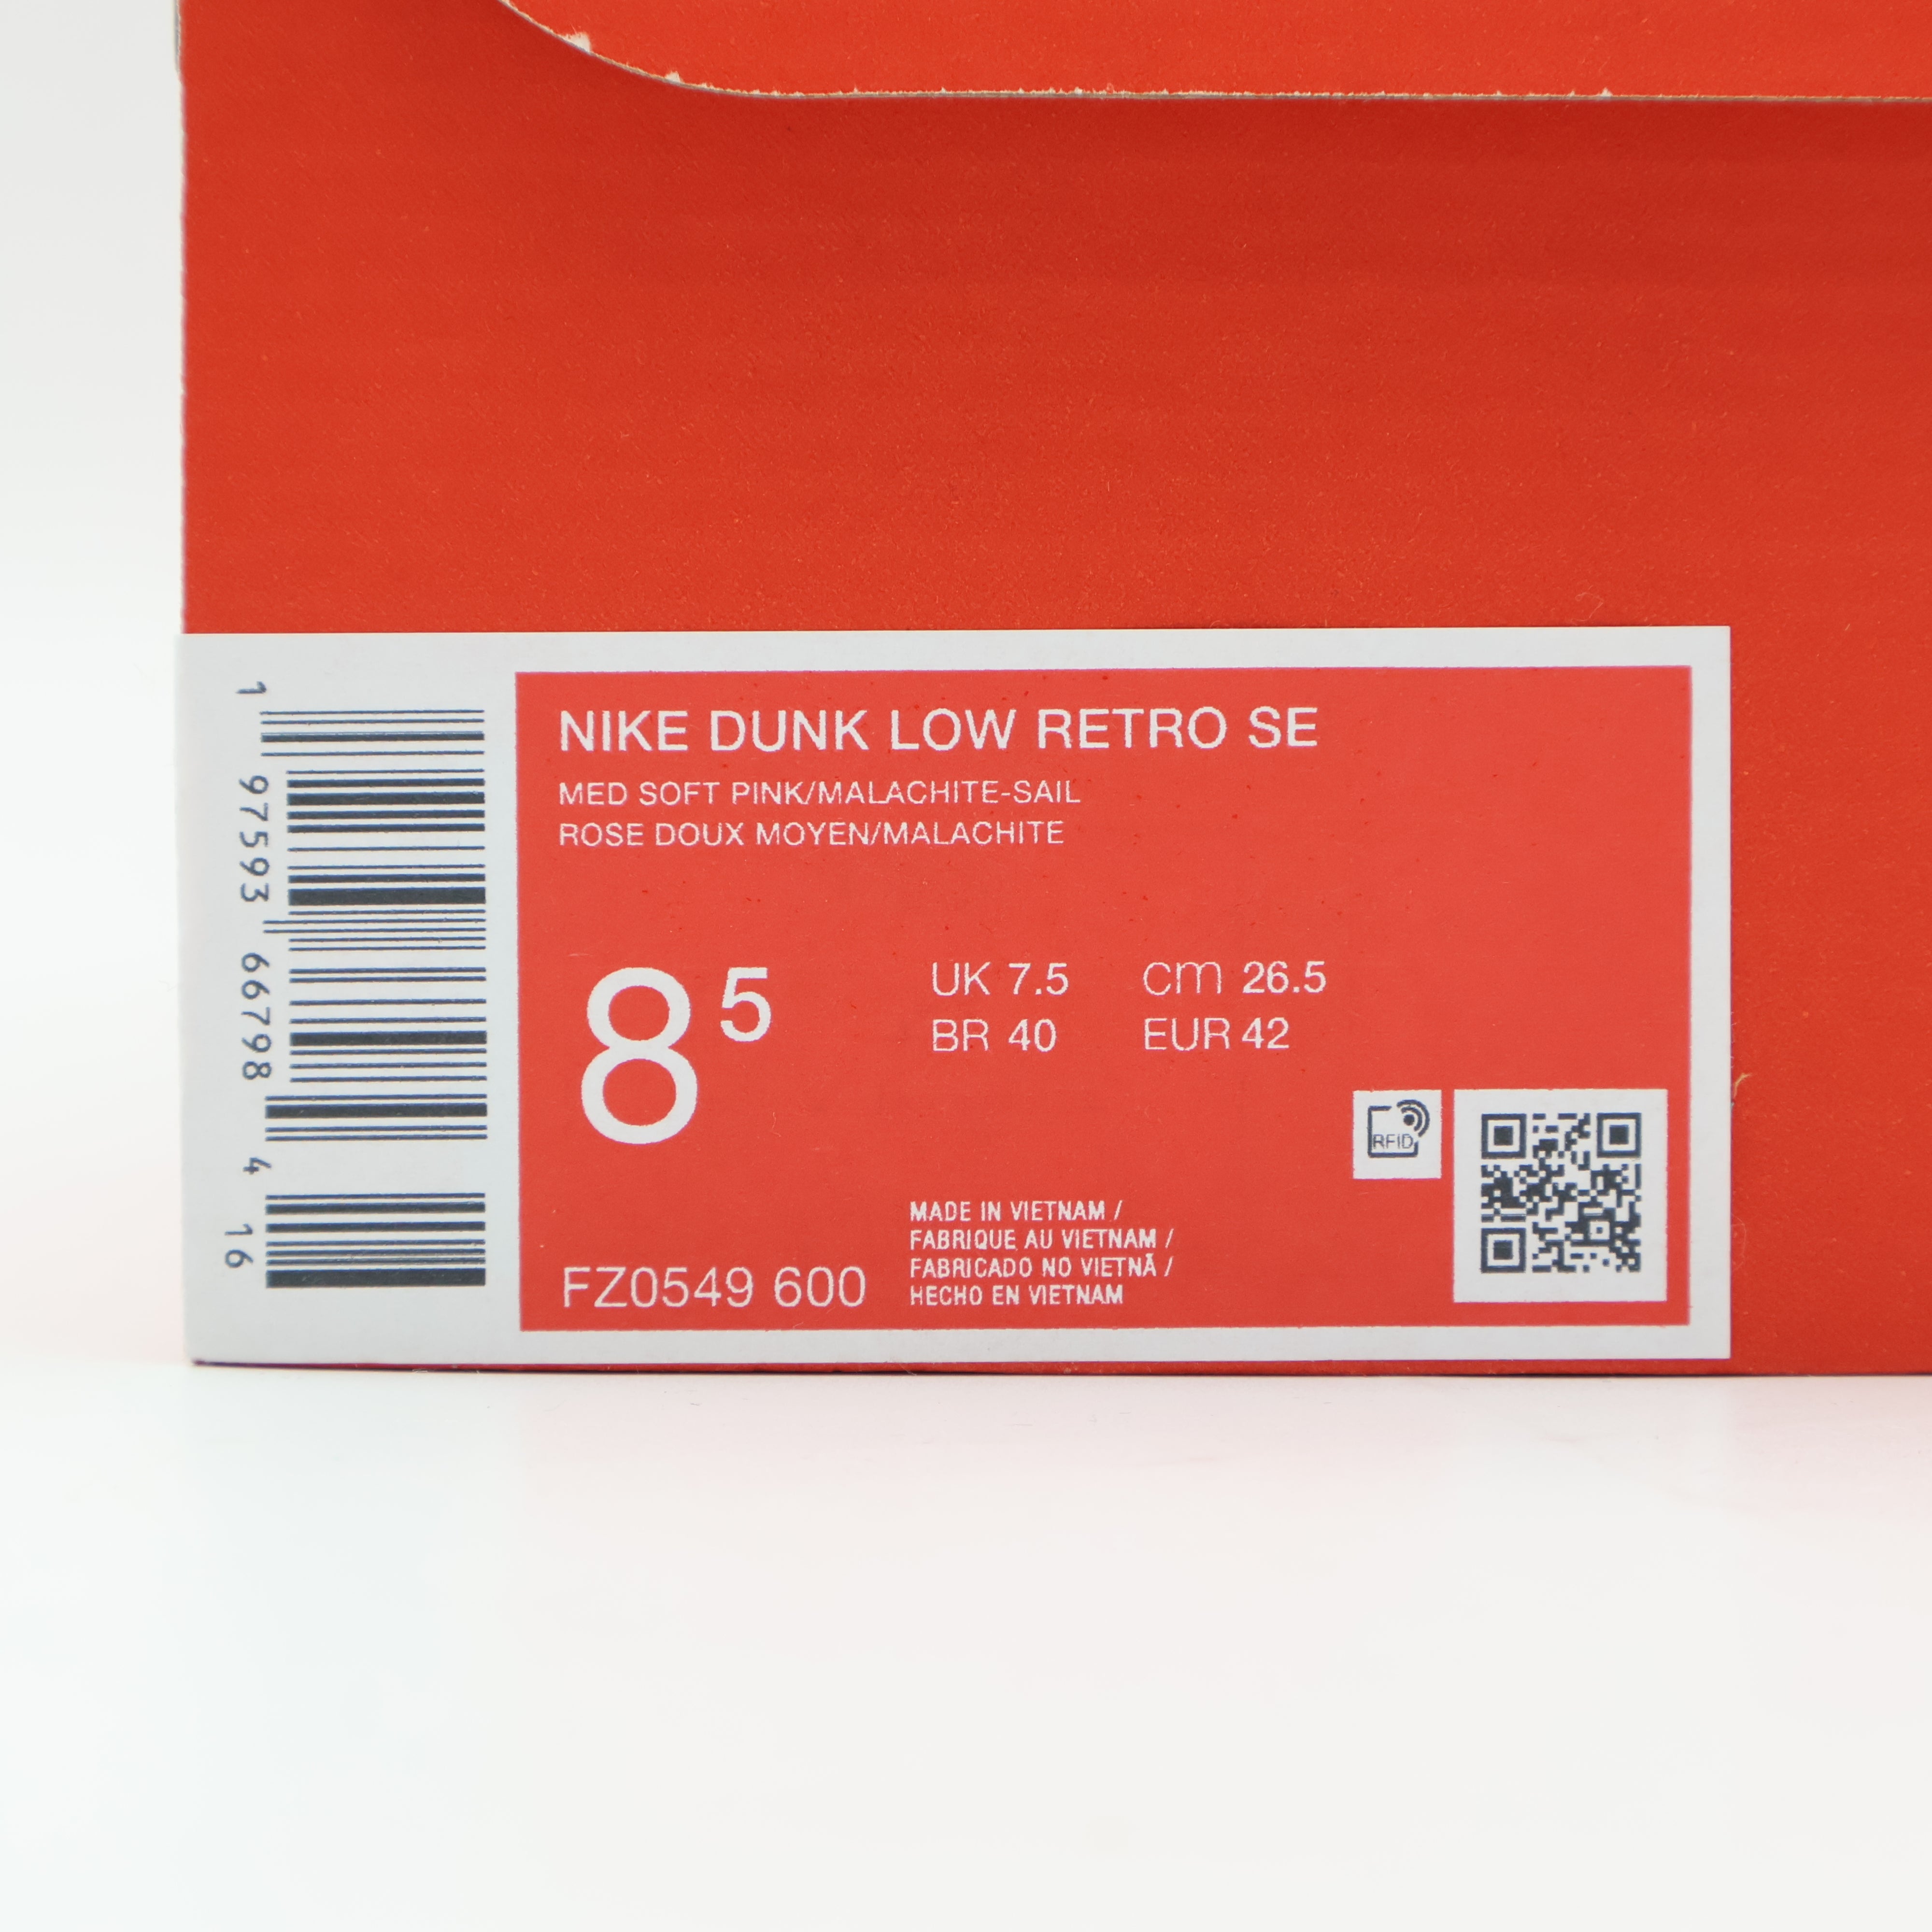 NIKE DUNK LOW RETRO SE
MED SOFT PINK/MALACHITE-SAIL
ROSE DOUX MOYEN/MALACHITE
8 5
UK 7.5 cm 26.5
BR 40 EUR 42
RFID
MADE IN VIETNAM /
FABRIQUE AU VIETNAM /
FABRICADO NO VIETNÃ /
HECHO EN VIETNAM
FZ0549 600
1 97593 66798 4 16